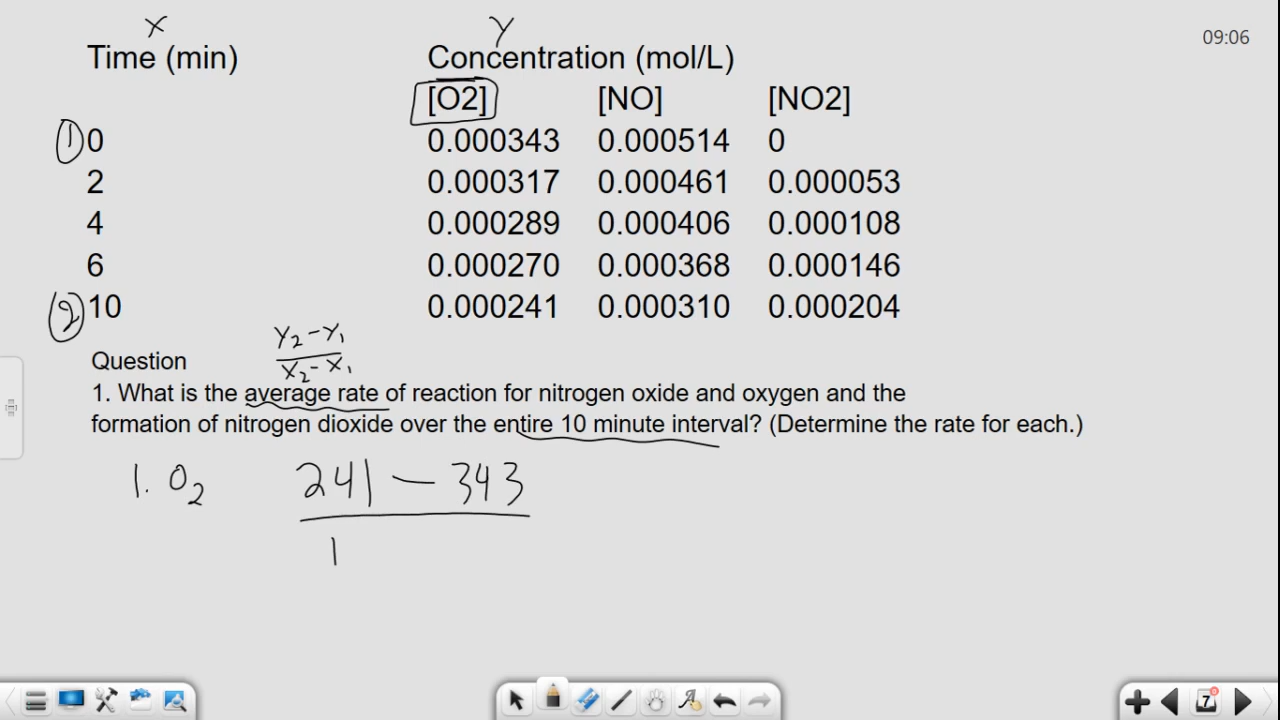 x y
09:06
Time (min) Concentration (mol/L)
[O2] [NO] [NO2]
① 0 0.000343 0.000514 0
2 0.000317 0.000461 0.000053
4 0.000289 0.000406 0.000108
6 0.000270 0.000368 0.000146
② 10 0.000241 0.000310 0.000204
Y₂-Y₁
X₂-X₁
Question
1. What is the average rate of reaction for nitrogen oxide and oxygen and the
formation of nitrogen dioxide over the entire 10 minute interval? (Determine the rate for each.)
1. O₂ 241 — 343
1
7